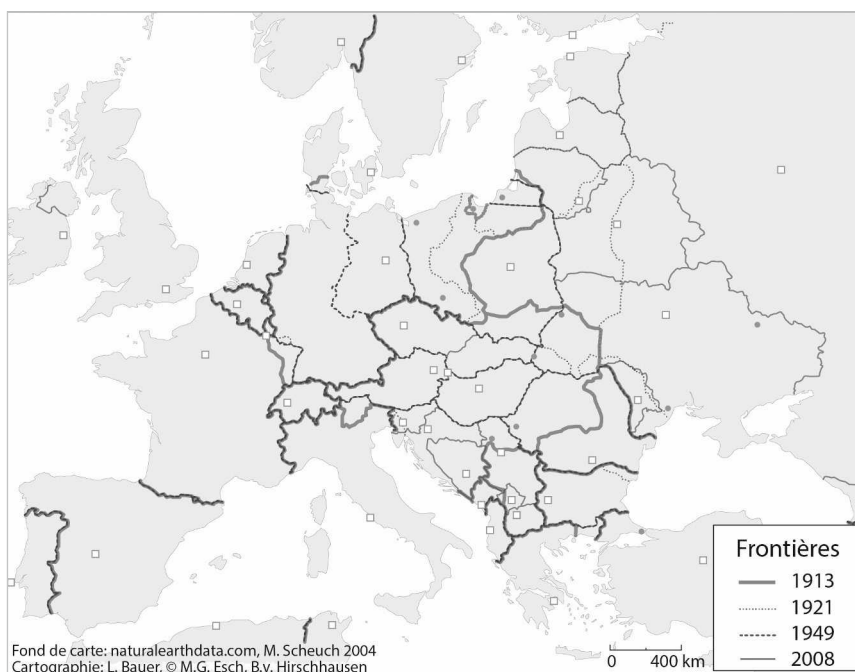 Frontières
1913
1921
1949
2008
0 400 km
Fond de carte: naturalearthdata.com, M. Scheuch 2004
Cartographie: L. Bauer, © M.G. Esch, B.v. Hirschhausen